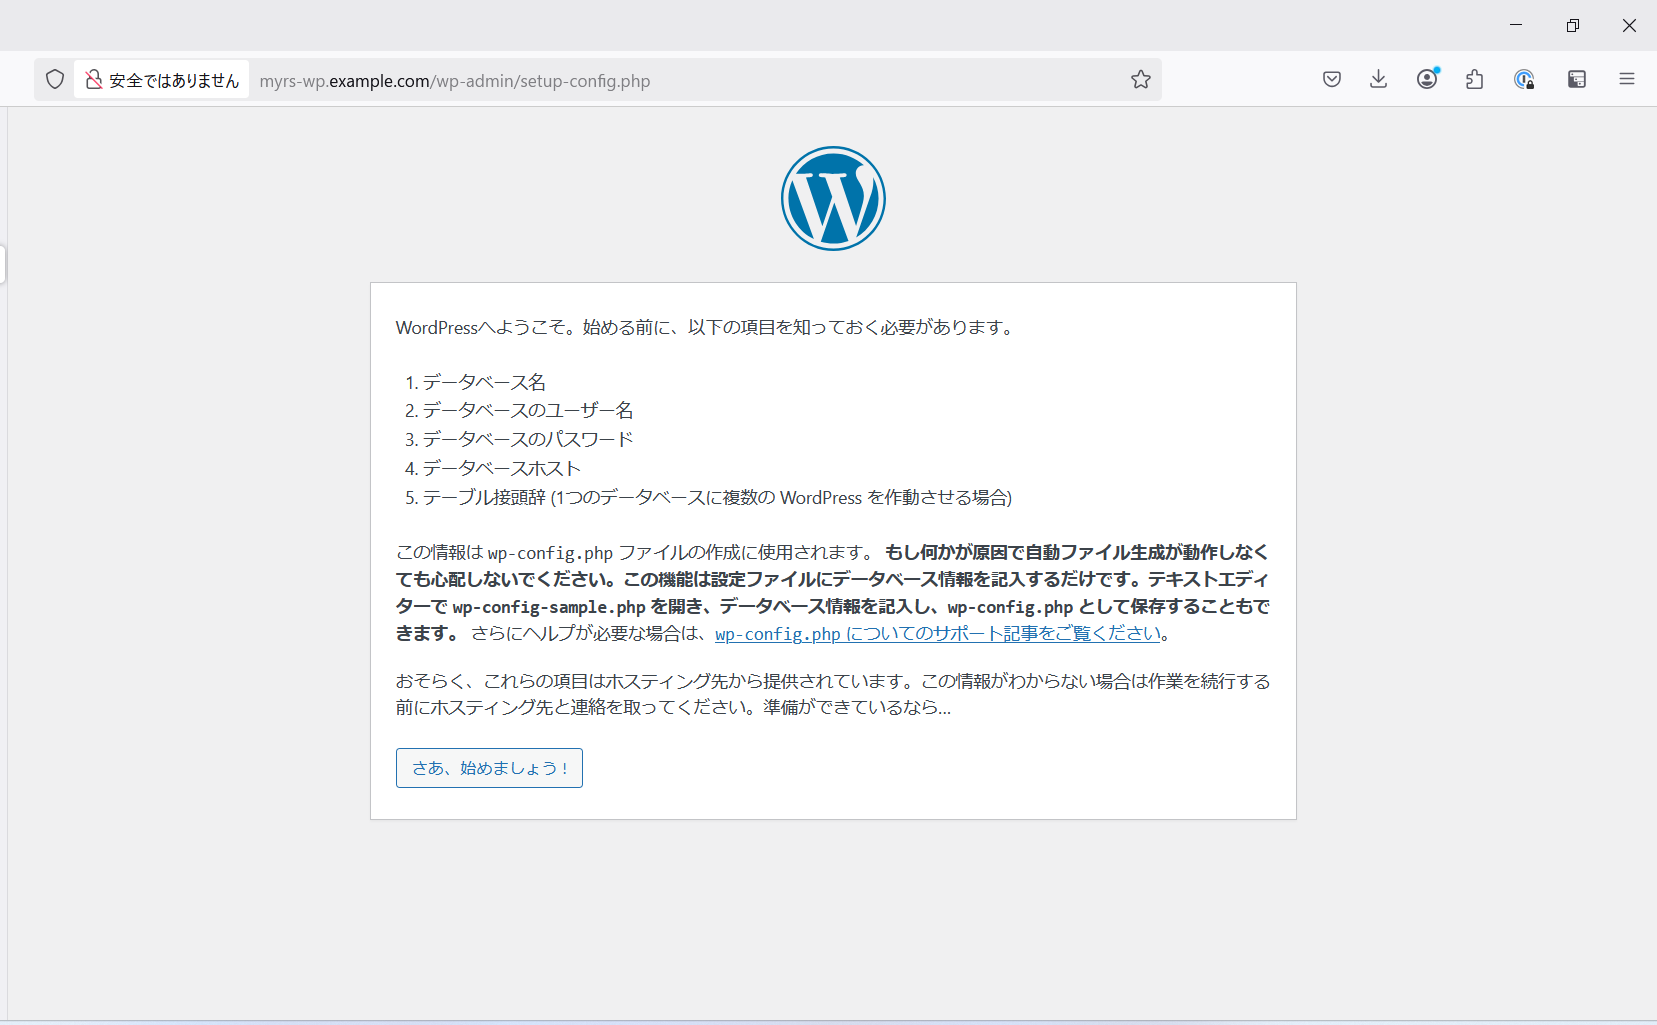 安全ではありません myrs-wp.example.com/wp-admin/setup-config.php
WordPressへようこそ。始める前に、以下の項目を知っておく必要があります。
1. データベース名
2. データベースのユーザー名
3. データベースのパスワード
4. データベースホスト
5. テーブル接頭辞 (1つのデータベースに複数の WordPress を作動させる場合)
この情報は wp-config.php ファイルの作成に使用されます。 もし何かが原因で自動ファイル生成が動作しなく
ても心配しないでください。この機能は設定ファイルにデータベース情報を記入するだけです。テキストエディ
ターで wp-config-sample.php を開き、データベース情報を記入し、wp-config.php として保存することもで
きます。 さらにヘルプが必要な場合は、wp-config.php についてのサポート記事をご覧ください。
おそらく、これらの項目はホスティング先から提供されています。この情報がわからない場合は作業を続行する
前にホスティング先と連絡を取ってください。準備ができているなら…
さあ、始めましょう !